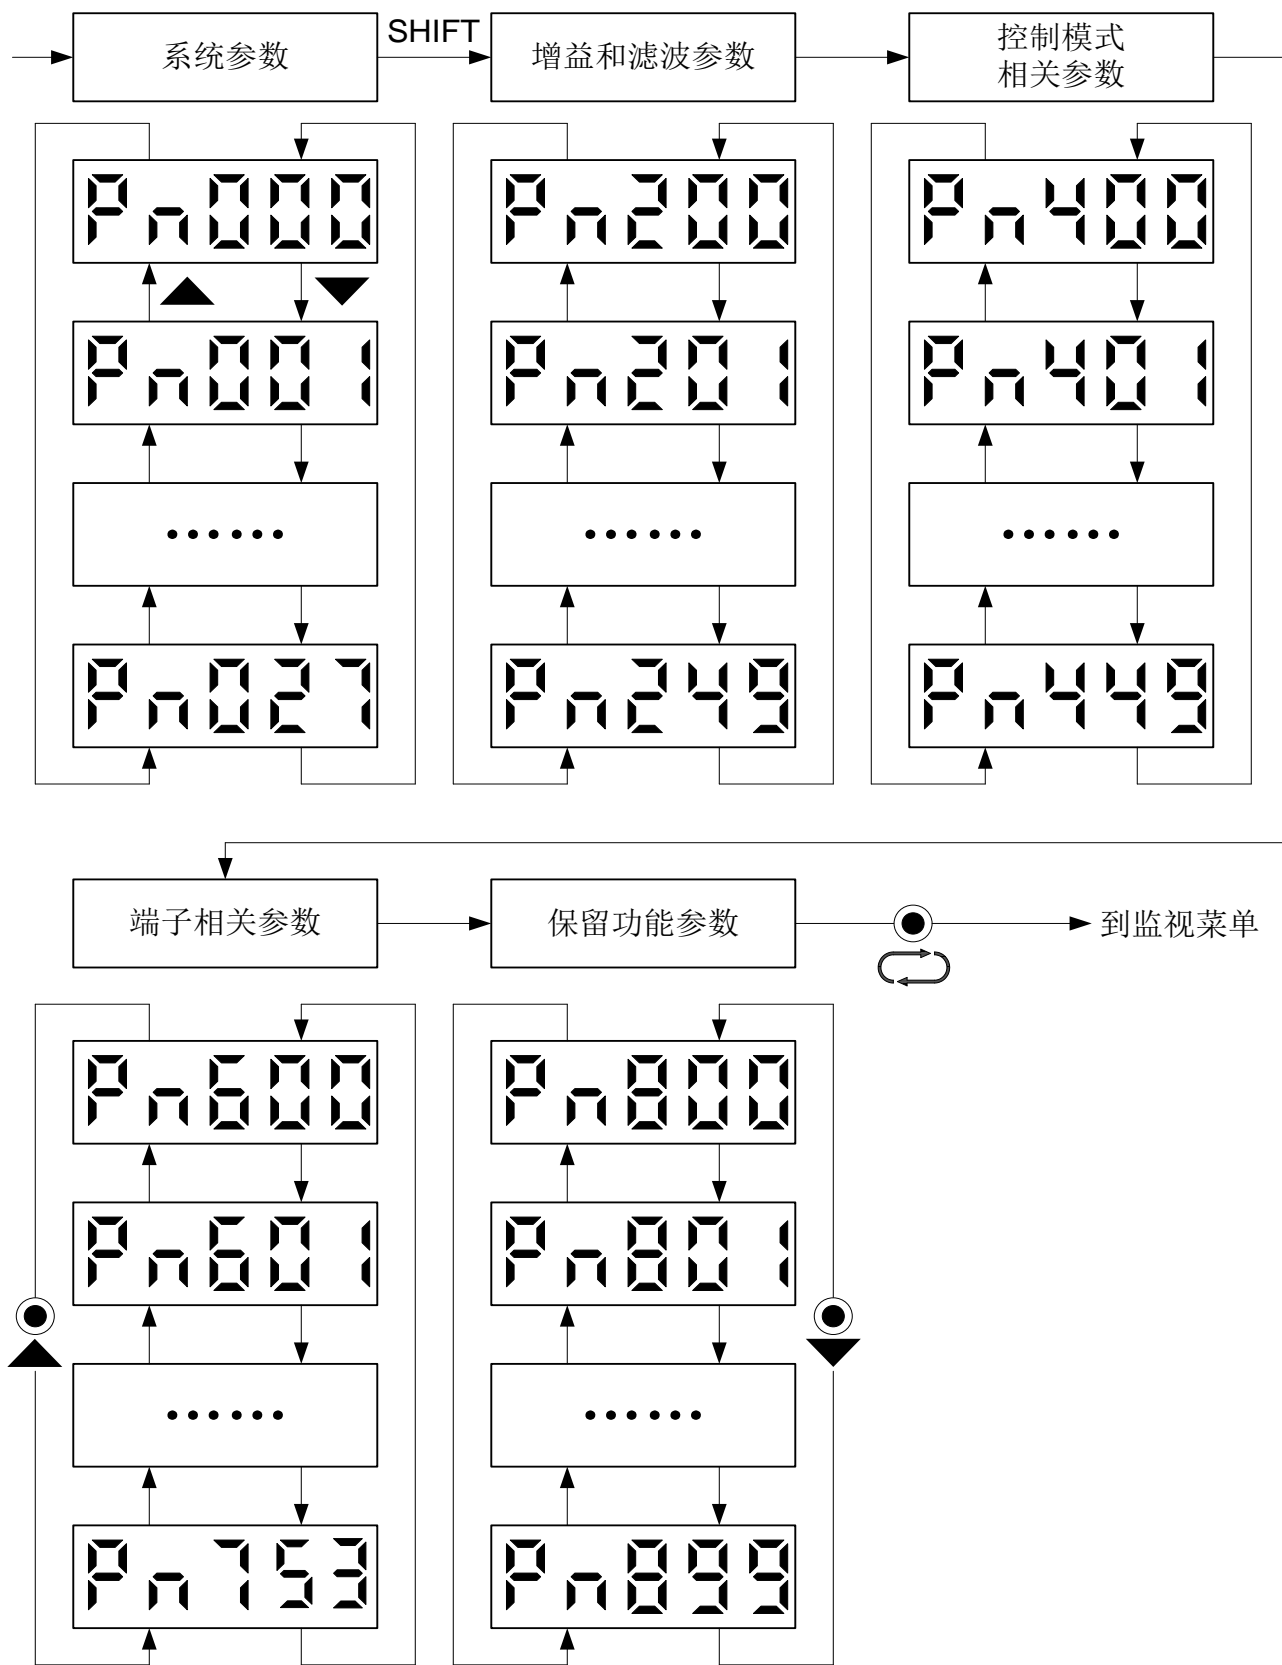 系统参数
SHIFT
增益和滤波参数
控制模式
相关参数
Pn000
Pn200
Pn400
Pn001
Pn201
Pn401
••••••
••••••
••••••
Pn027
Pn249
Pn449
端子相关参数
保留功能参数
到监视菜单
Pn600
Pn800
Pn601
Pn801
••••••
••••••
Pn753
Pn899